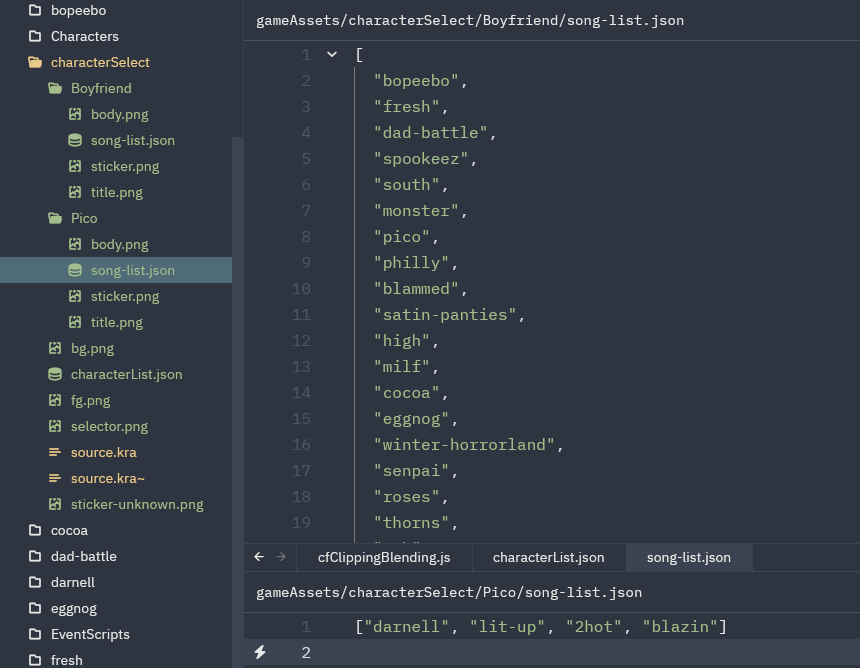 bopeebo
Characters
characterSelect
Boyfriend
body.png
song-list.json
sticker.png
title.png
Pico
body.png
song-list.json
sticker.png
title.png
bg.png
characterList.json
fg.png
selector.png
source.kra
source.kra~
sticker-unknown.png
cocoa
dad-battle
darnell
eggnog
EventScripts
fresh
gameAssets/characterSelect/Boyfriend/song-list.json
1 [
2 "bopeebo",
3 "fresh",
4 "dad-battle",
5 "spookeez",
6 "south",
7 "monster",
8 "pico",
9 "philly",
10 "blammed",
11 "satin-panties",
12 "high",
13 "milf",
14 "cocoa",
15 "eggnog",
16 "winter-horrorland",
17 "senpai",
18 "roses",
19 "thorns",
cfClippingBlending.js characterList.json song-list.json
gameAssets/characterSelect/Pico/song-list.json
1 ["darnell", "lit-up", "2hot", "blazin"]
2